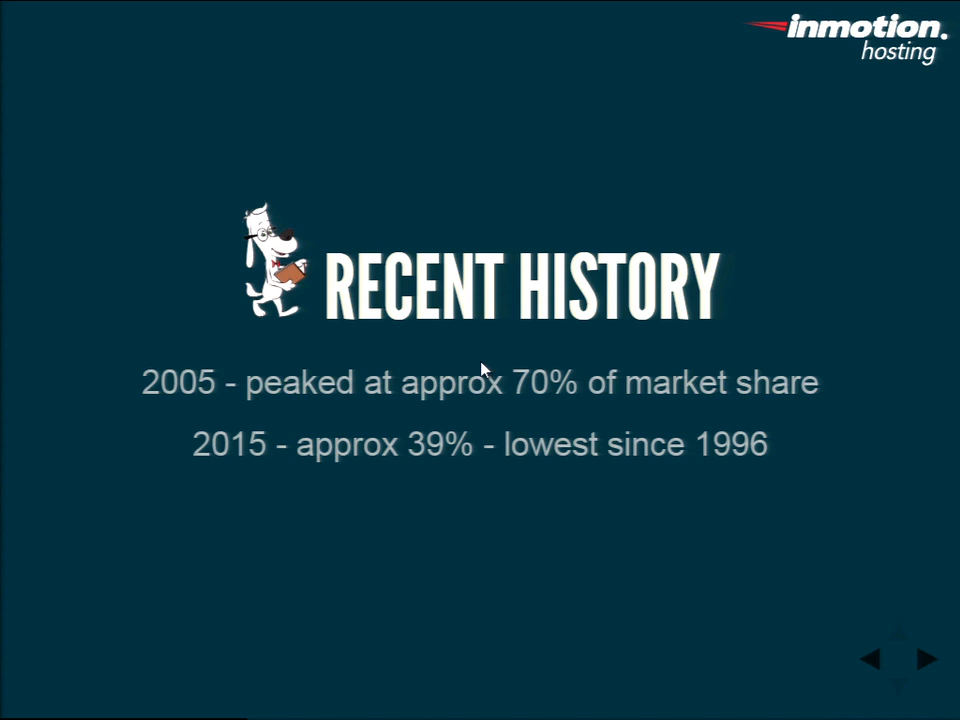 inmotion.
hosting
RECENT HISTORY
2005 - peaked at approx 70% of market share
2015 - approx 39% - lowest since 1996